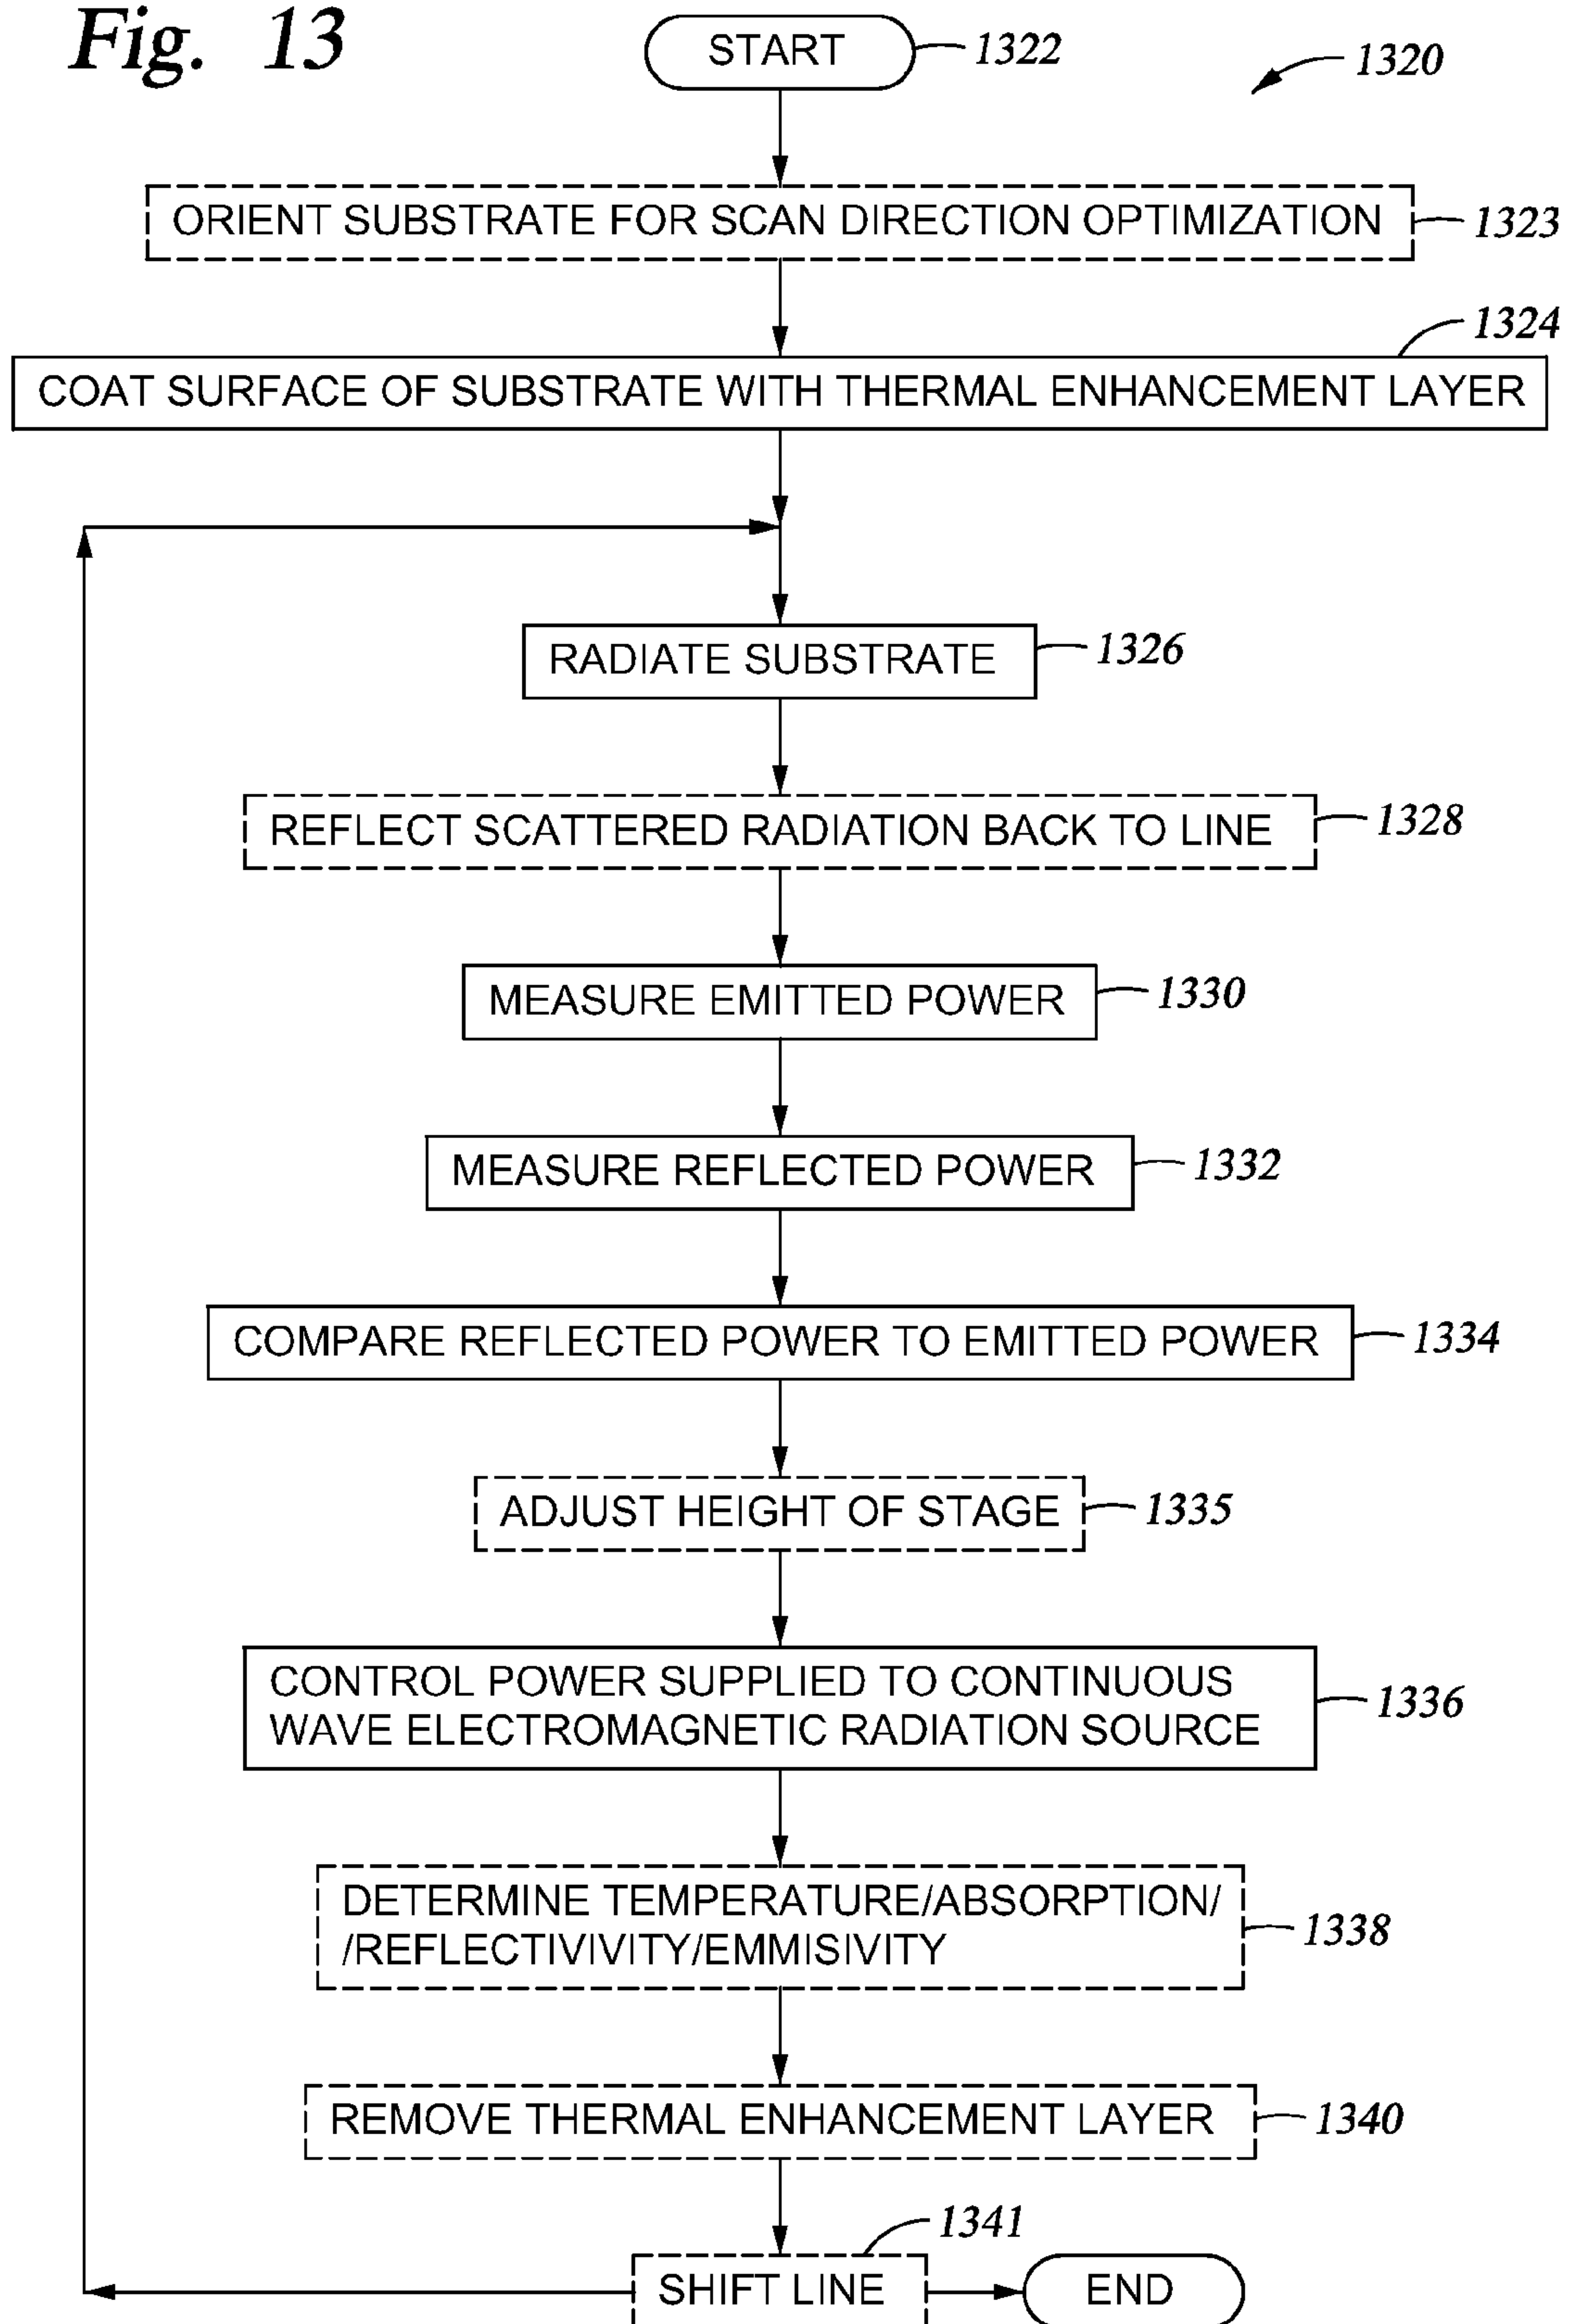 Fig. 13
START
1322
1320
ORIENT SUBSTRATE FOR SCAN DIRECTION OPTIMIZATION
1323
1324
COAT SURFACE OF SUBSTRATE WITH THERMAL ENHANCEMENT LAYER
RADIATE SUBSTRATE
1326
REFLECT SCATTERED RADIATION BACK TO LINE
1328
MEASURE EMITTED POWER
1330
MEASURE REFLECTED POWER
1332
COMPARE REFLECTED POWER TO EMITTED POWER
1334
ADJUST HEIGHT OF STAGE
1335
CONTROL POWER SUPPLIED TO CONTINUOUS
WAVE ELECTROMAGNETIC RADIATION SOURCE
1336
DETERMINE TEMPERATURE/ABSORPTION/
/REFLECTIVIVITY/EMMISIVITY
1338
REMOVE THERMAL ENHANCEMENT LAYER
1340
1341
SHIFT LINE
END